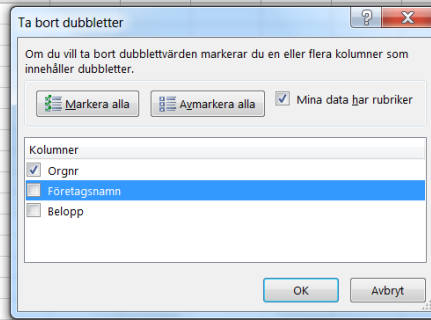 Ta bort dubbletter
Om du vill ta bort dubblettvärden markerar du en eller flera kolumner som
innehåller dubbletter.
Markera alla
Avmarkera alla
Mina data har rubriker
Kolumner
Orgnr
Företagsnamn
Belopp
OK
Avbryt